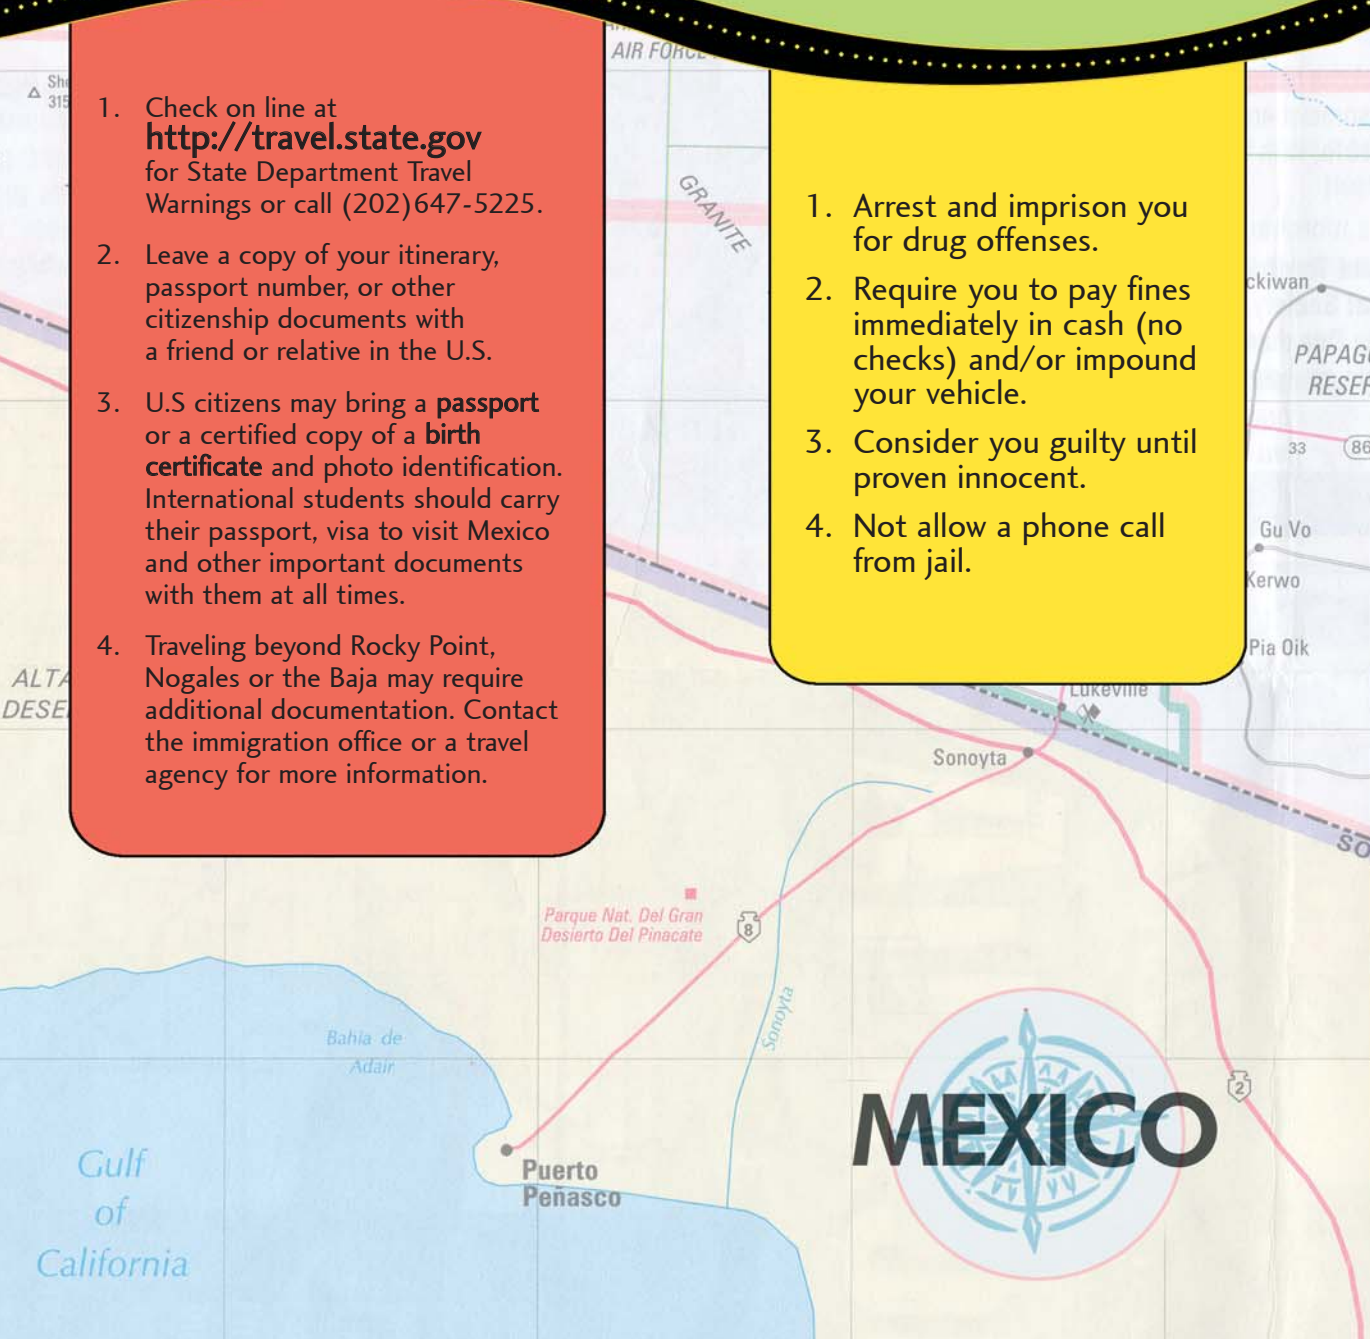 AIR FORCE
1. Check on line at
http://travel.state.gov
for State Department Travel
Warnings or call (202)647-5225.
2. Leave a copy of your itinerary,
passport number, or other
citizenship documents with
a friend or relative in the U.S.
3. U.S citizens may bring a passport
or a certified copy of a birth
certificate and photo identification.
International students should carry
their passport, visa to visit Mexico
and other important documents
with them at all times.
4. Traveling beyond Rocky Point,
Nogales or the Baja may require
additional documentation. Contact
the immigration office or a travel
agency for more information.
1. Arrest and imprison you
for drug offenses.
2. Require you to pay fines
immediately in cash (no
checks) and/or impound
your vehicle.
3. Consider you guilty until
proven innocent.
4. Not allow a phone call
from jail.
GRANITE
ckiwan
PAPAG
RESER
33
86
Gu Vo
Kerwo
Pia Oik
Lukeville
Sonoyta
SO
She
315
ALTA
DESE
Parque Nat. Del Gran
Desierto Del Pinacate
8
Sonoyta
Bahia de
Adair
2
MEXICO
Gulf
of
California
Puerto
Peñasco